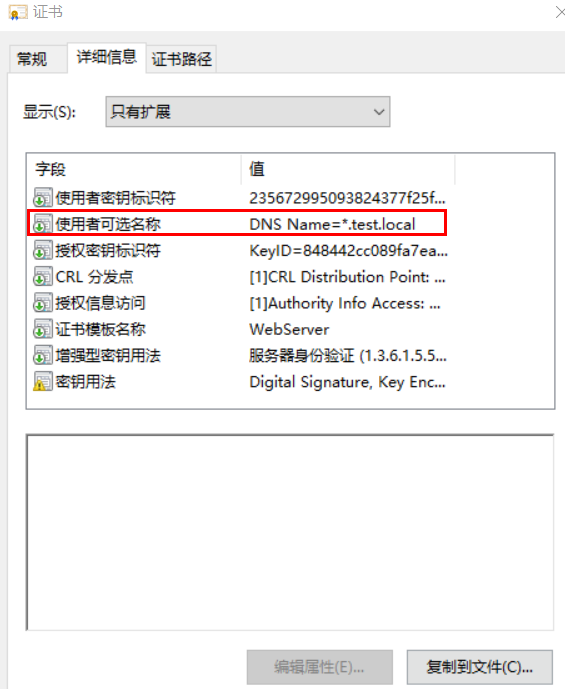 证书
常规 详细信息 证书路径
显示(S): 只有扩展
字段 值
使用者密钥标识符 235672995093824377f25f...
使用者可选名称 DNS Name=*.test.local
授权密钥标识符 KeyID=848442cc089fa7ea...
CRL 分发点 [1]CRL Distribution Point: ...
授权信息访问 [1]Authority Info Access: ...
证书模板名称 WebServer
增强型密钥用法 服务器身份验证 (1.3.6.1.5.5...
密钥用法 Digital Signature, Key Enc...
编辑属性(E)... 复制到文件(C)...